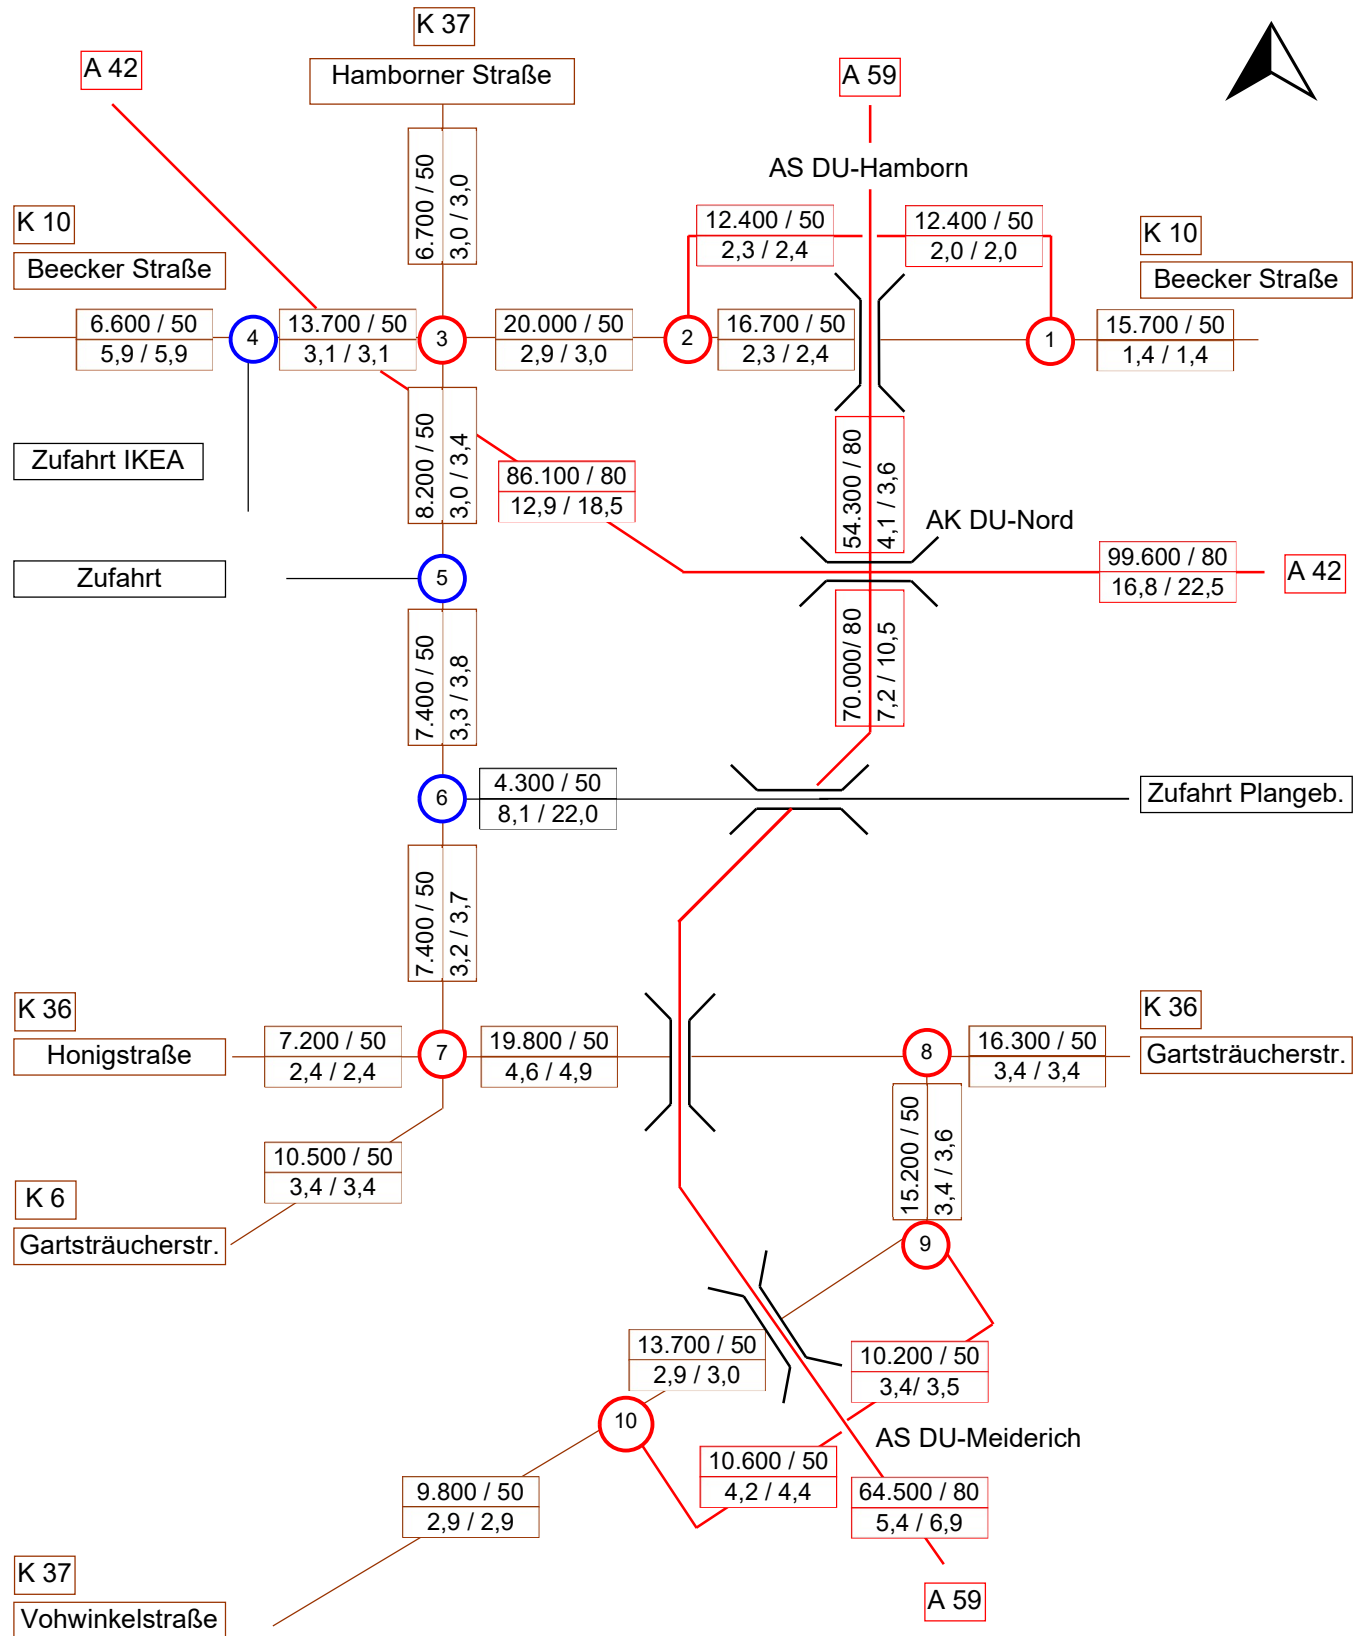 K 37
Hamborner Straße
A 42
A 59
AS DU-Hamborn
6.700 / 50
3,0 / 3,0
K 10
Beecker Straße
12.400 / 50
2,3 / 2,4
12.400 / 50
2,0 / 2,0
K 10
Beecker Straße
6.600 / 50
5,9 / 5,9
4
13.700 / 50
3,1 / 3,1
3
20.000 / 50
2,9 / 3,0
2
16.700 / 50
2,3 / 2,4
1
15.700 / 50
1,4 / 1,4
Zufahrt IKEA
8.200 / 50
3,0 / 3,4
86.100 / 80
12,9 / 18,5
54.300 / 80
4,1 / 3,6
AK DU-Nord
99.600 / 80
16,8 / 22,5
A 42
Zufahrt
5
7.400 / 50
3,3 / 3,8
70.000/ 80
7,2 / 10,5
6
4.300 / 50
8,1 / 22,0
Zufahrt Plangeb.
7.400 / 50
3,2 / 3,7
K 36
Honigstraße
7.200 / 50
2,4 / 2,4
7
19.800 / 50
4,6 / 4,9
8
16.300 / 50
3,4 / 3,4
K 36
Gartsträucherstr.
10.500 / 50
3,4 / 3,4
15.200 / 50
3,4 / 3,6
K 6
Gartsträucherstr.
9
13.700 / 50
2,9 / 3,0
10.200 / 50
3,4/ 3,5
10
AS DU-Meiderich
10.600 / 50
4,2 / 4,4
9.800 / 50
2,9 / 2,9
64.500 / 80
5,4 / 6,9
K 37
Vohwinkelstraße
A 59